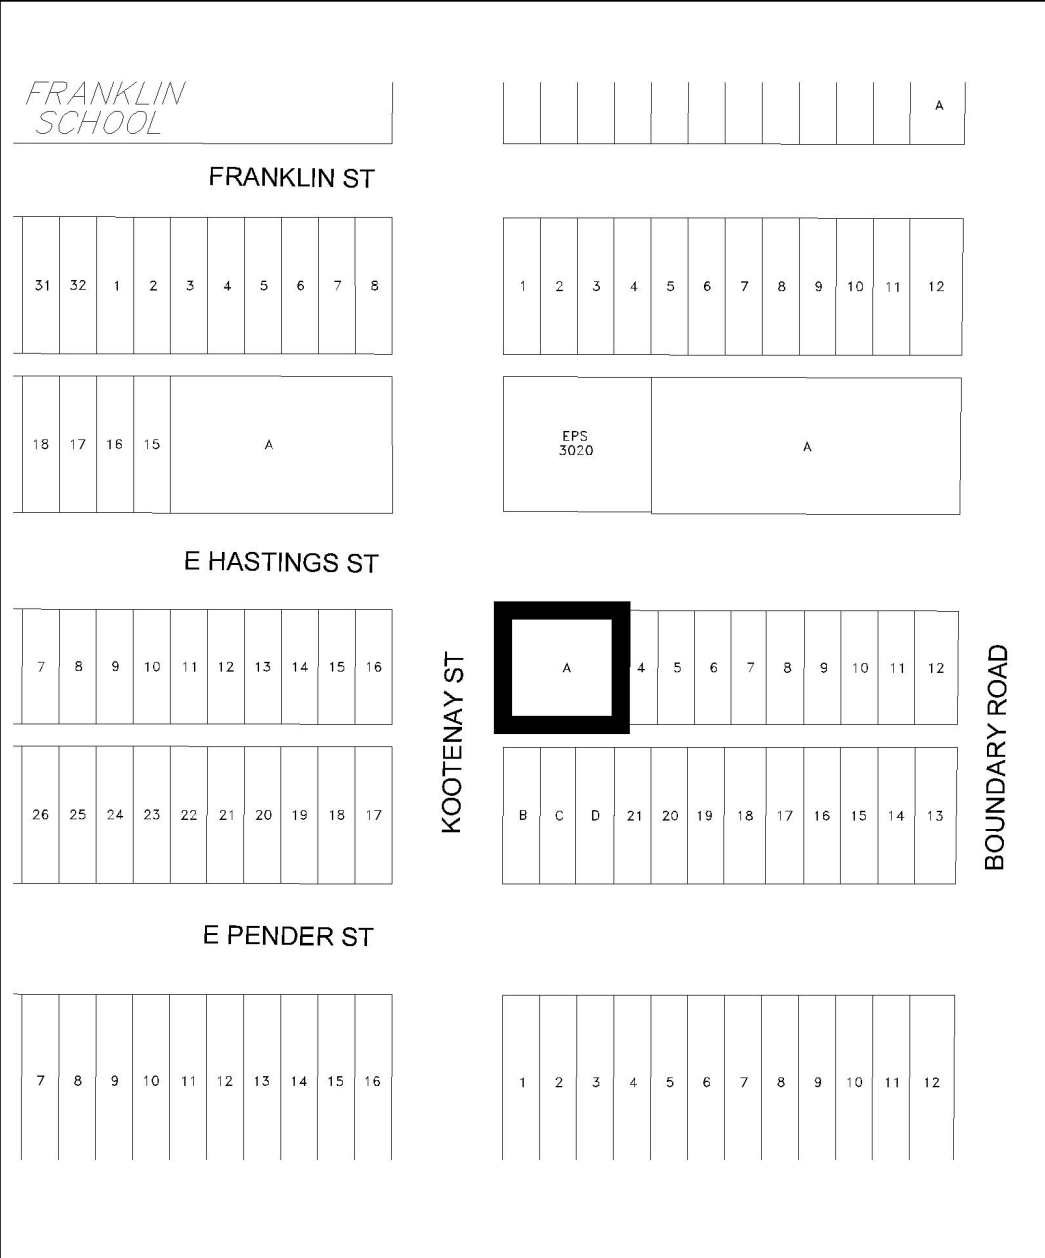 FRANKLIN
SCHOOL
A
FRANKLIN ST
31 32 1 2 3 4 5 6 7 8
1 2 3 4 5 6 7 8 9 10 11 12
18 17 16 15 A
EPS
3020
A
E HASTINGS ST
7 8 9 10 11 12 13 14 15 16
A 4 5 6 7 8 9 10 11 12
KOOTENAY ST
BOUNDARY ROAD
26 25 24 23 22 21 20 19 18 17
B C D 21 20 19 18 17 16 15 14 13
E PENDER ST
7 8 9 10 11 12 13 14 15 16
1 2 3 4 5 6 7 8 9 10 11 12